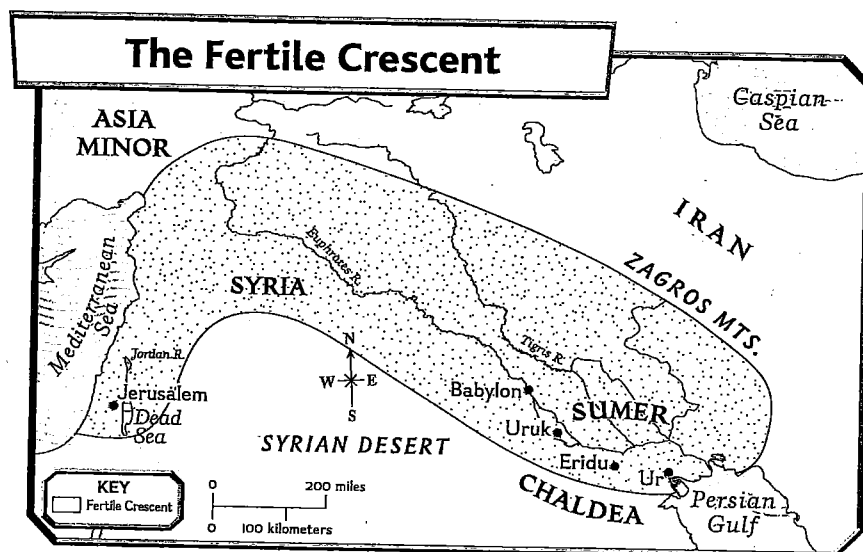 The Fertile Crescent
ASIA
MINOR
Caspian
Sea
IRAN
ZAGROS MTS.
Mediterranean
Sea
Euphrates R.
SYRIA
Tigris R.
Jordan R.
Jerusalem
Dead
Sea
N
W E
S
SYRIAN DESERT
Babylon
SUMER
Uruk
Eridu
Ur
CHALDEA
Persian
Gulf
KEY
Fertile Crescent
0 200 miles
0 100 kilometers